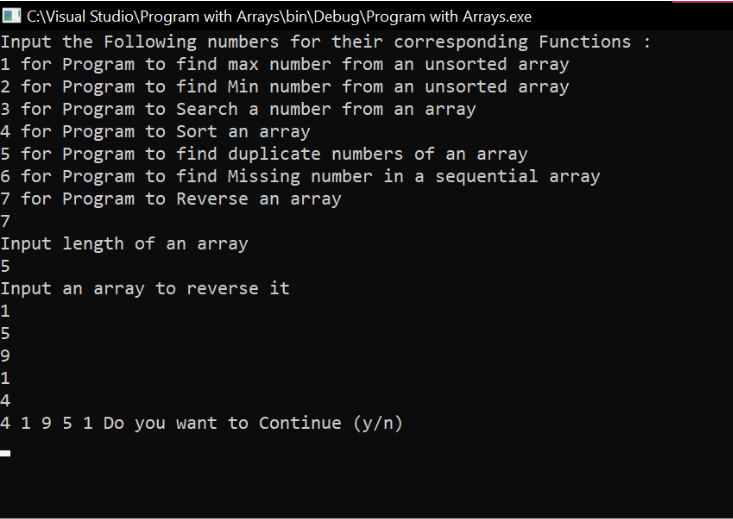 C:\Visual Studio\Program with Arrays\bin\Debug\Program with Arrays.exe
Input the Following numbers for their corresponding Functions :
1 for Program to find max number from an unsorted array
2 for Program to find Min number from an unsorted array
3 for Program to Search a number from an array
4 for Program to Sort an array
5 for Program to find duplicate numbers of an array
6 for Program to find Missing number in a sequential array
7 for Program to Reverse an array
7
Input length of an array
5
Input an array to reverse it
1
5
9
1
4
4 1 9 5 1 Do you want to Continue (y/n)